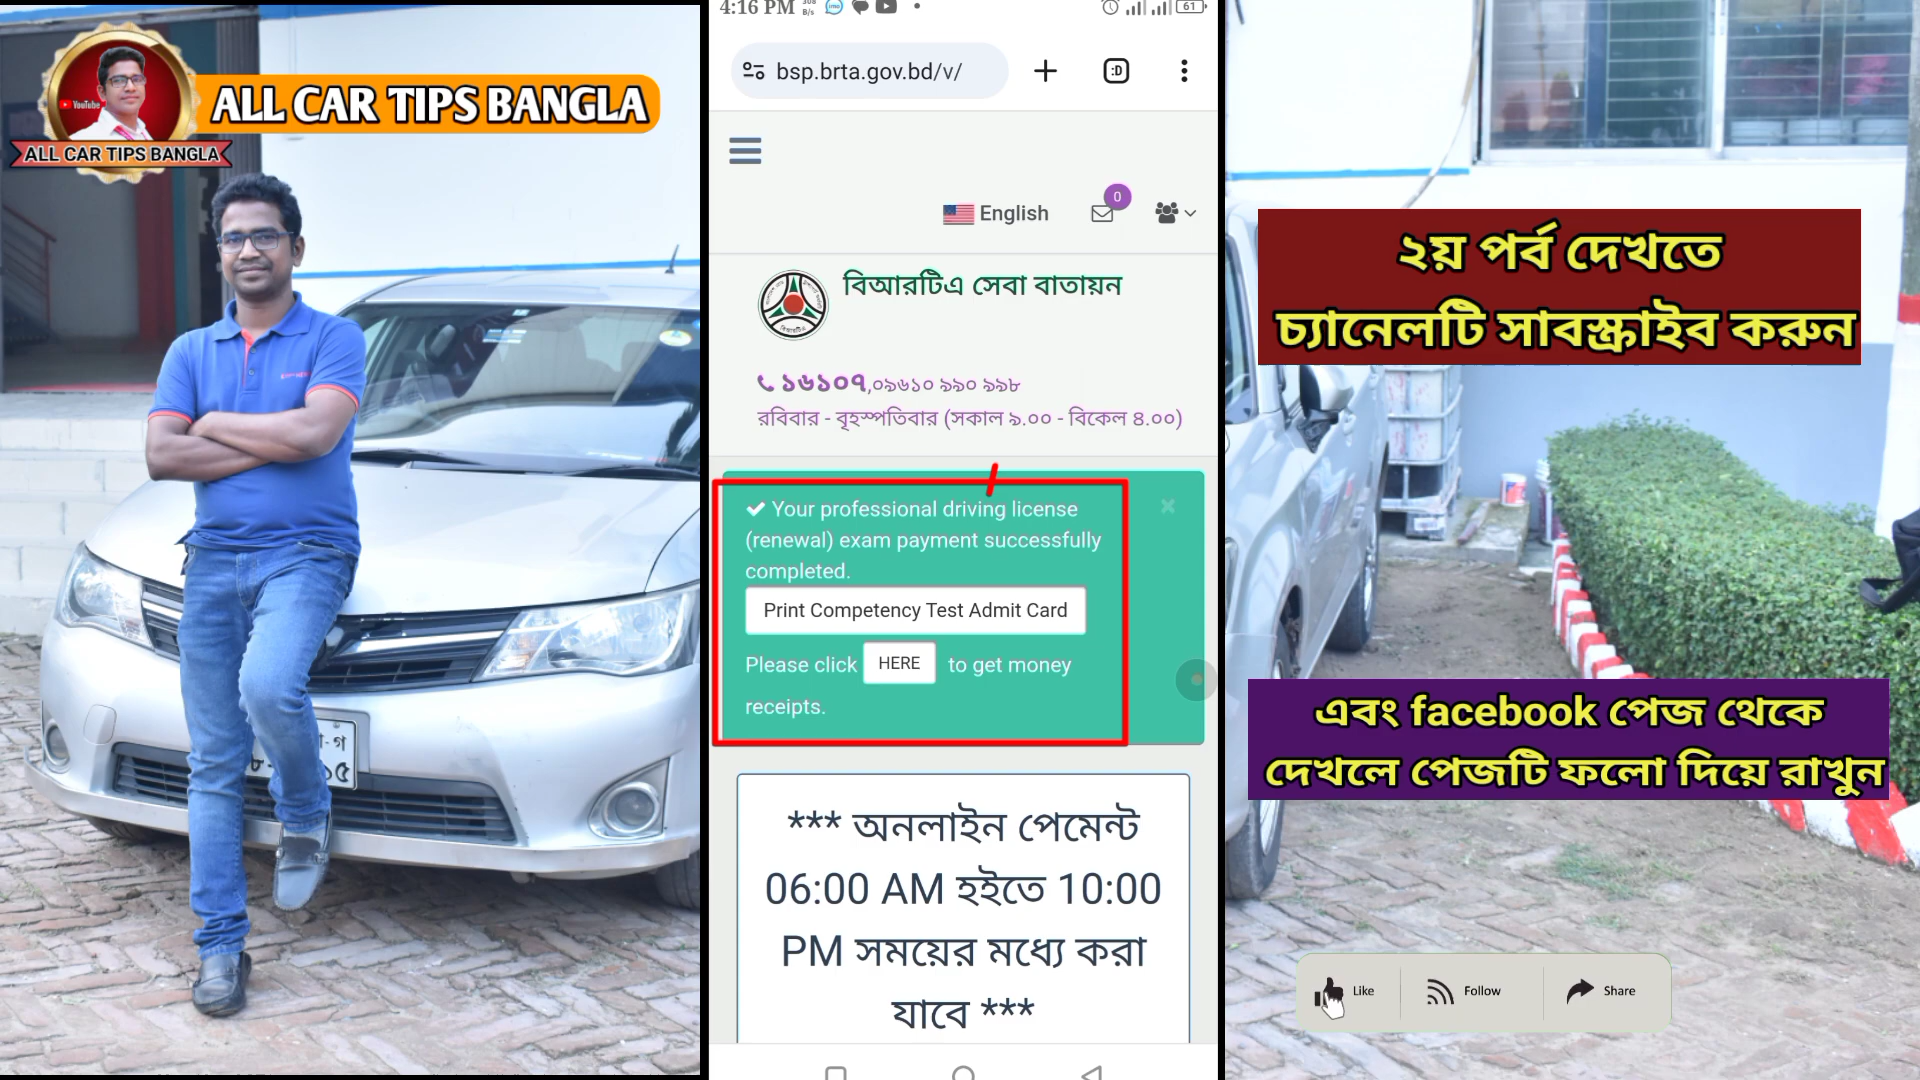 YouTube
ALL CAR TIPS BANGLA
ALL CAR TIPS BANGLA
4:16 PM
B/s
61
bsp.brta.gov.bd/v/
:D
English
0
বিআরটিএ সেবা বাতায়ন
১৬১০৭,০৯৬১০ ৯৯০ ৯৯৮
রবিবার - বৃহস্পতিবার (সকাল ৯.০০ - বিকেল ৪.০০)
Your professional driving license
(renewal) exam payment successfully
completed.
Print Competency Test Admit Card
Please click HERE to get money
receipts.
*** অনলাইন পেমেন্ট
06:00 AM হইতে 10:00
PM সময়ের মধ্যে করা
যাবে ***
২য় পর্ব দেখতে
চ্যানেলটি সাবস্ক্রাইব করুন
এবং facebook পেজ থেকে
দেখলে পেজটি ফলো দিয়ে রাখুন
Like
Follow
Share